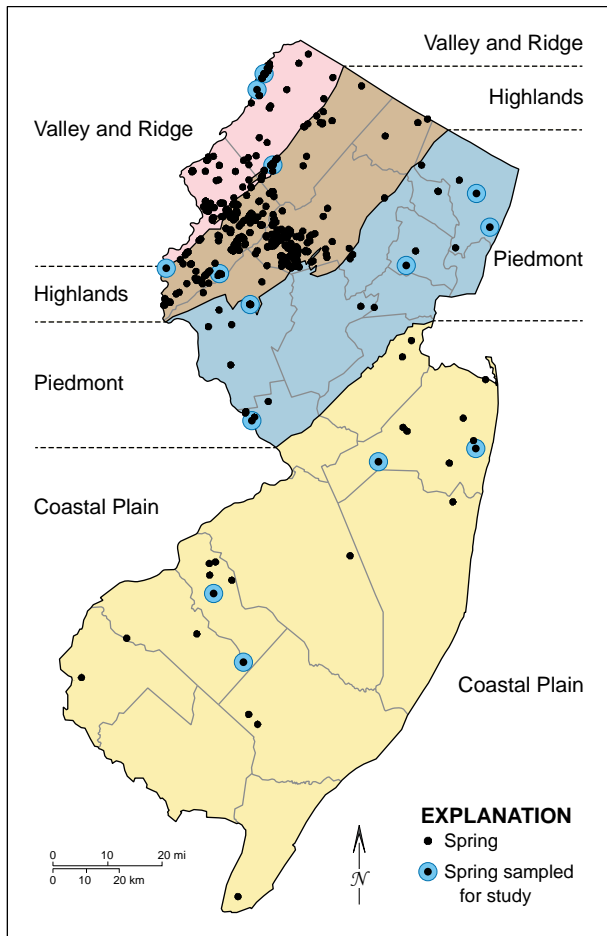 Valley and Ridge
Highlands
Valley and Ridge
Piedmont
Highlands
Piedmont
Coastal Plain
Coastal Plain
EXPLANATION
Spring
Spring sampled
for study
0 10 20 mi
0 10 20 km
N